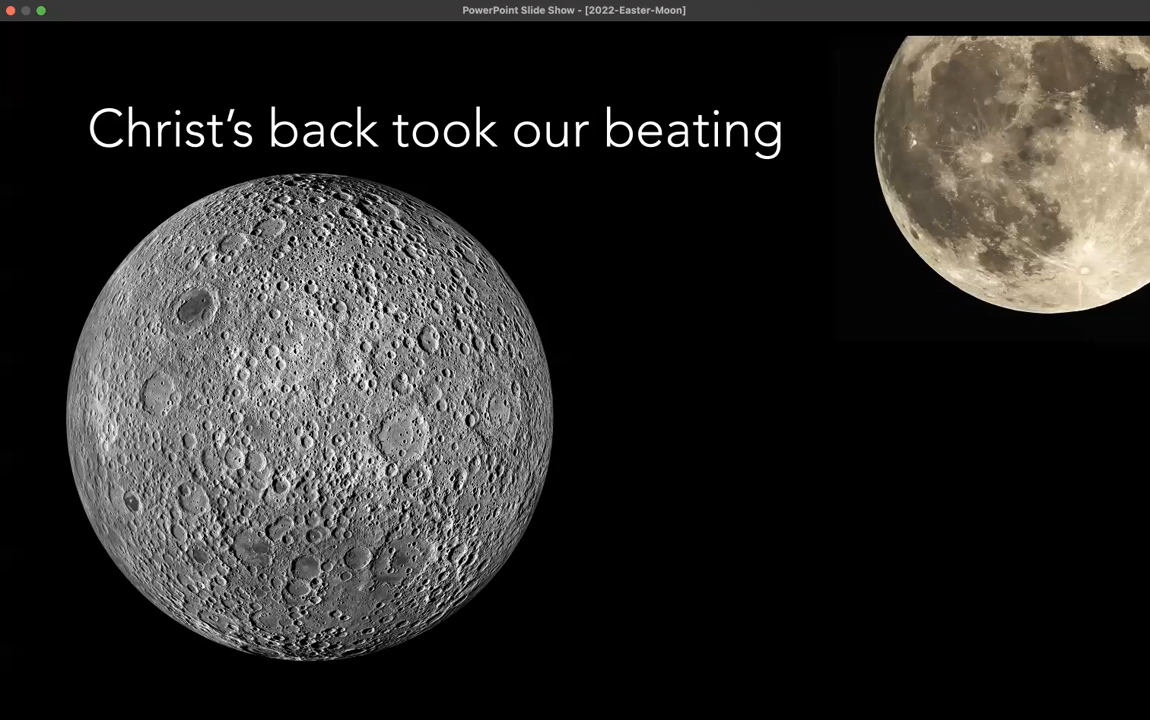 PowerPoint Slide Show - [2022-Easter-Moon]
Christ’s back took our beating